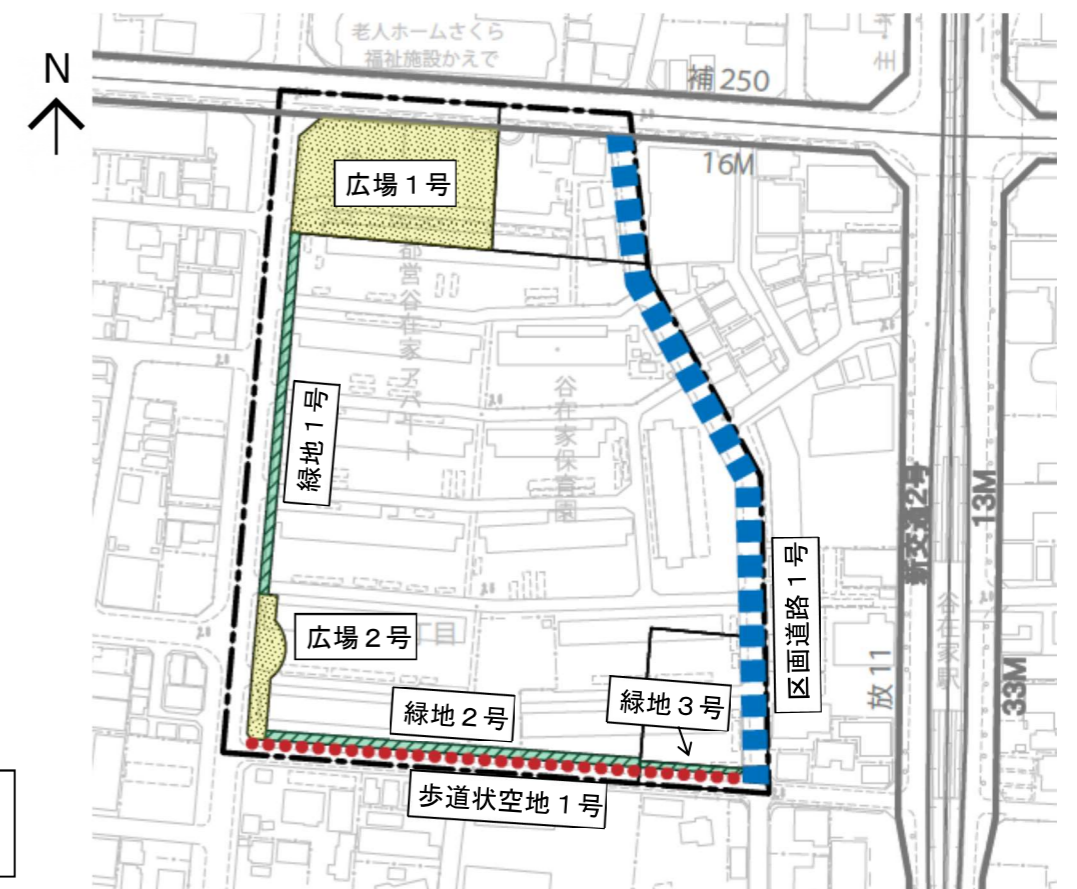 老人ホームさくら
福祉施設かえで
N
補250
主
16M
広場1号
都営谷在家アパート
谷在家保育園
緑地1号
新交通2号
13M
区画道路1号
谷在家駅
広場2号
丁目
緑地3号
放11
33M
緑地2号
歩道状空地1号